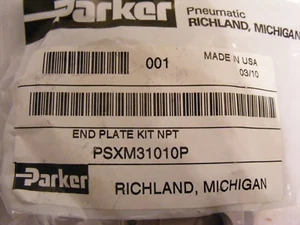 Parker
Pneumatic
RICHLAND, MICHIGAN
001
MADE IN USA
03/10
END PLATE KIT NPT
PSXM31010P
Parker
RICHLAND, MICHIGAN